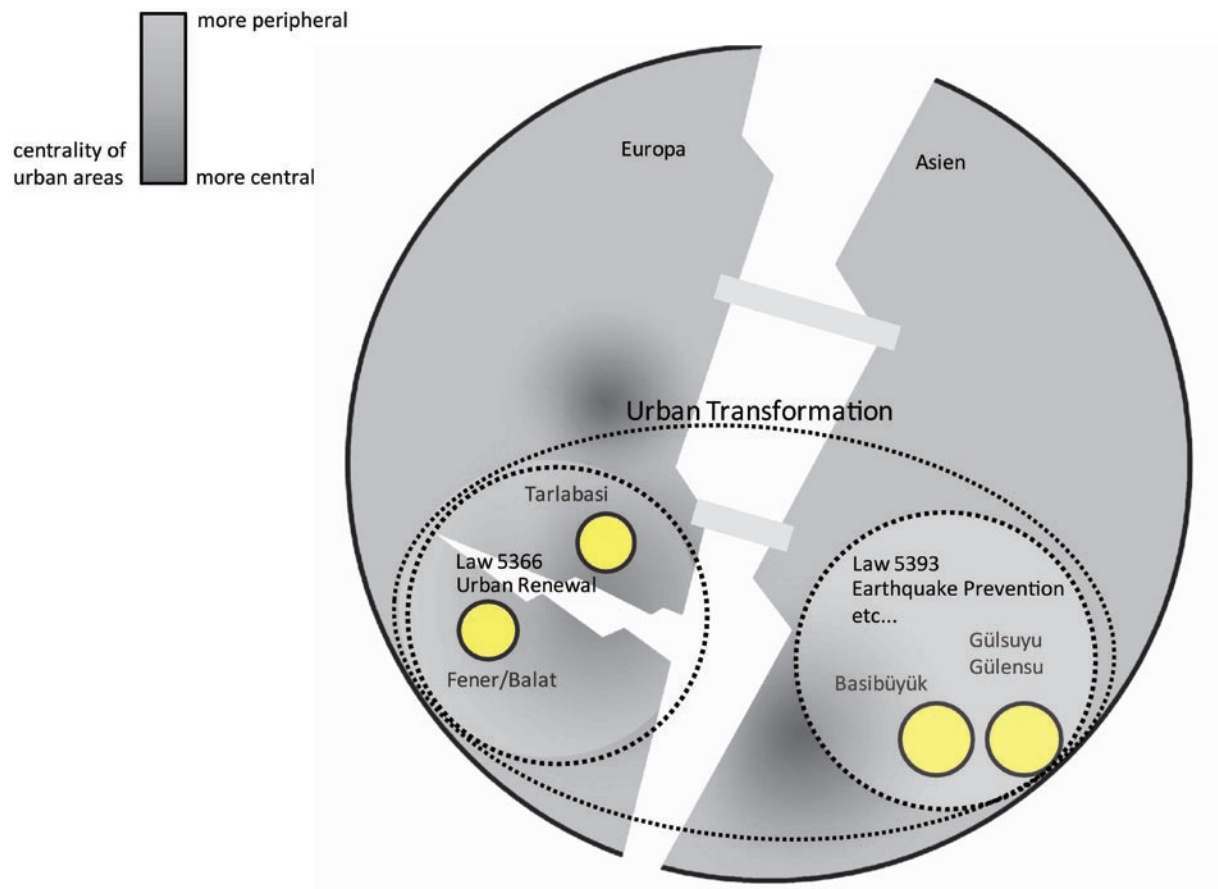 more peripheral
centrality of
urban areas
more central
Europa
Asien
Urban Transformation
Tarlabasi
Law 5366
Urban Renewal
Fener/Balat
Law 5393
Earthquake Prevention
etc...
Gülsuyu
Gülensu
Basibüyük